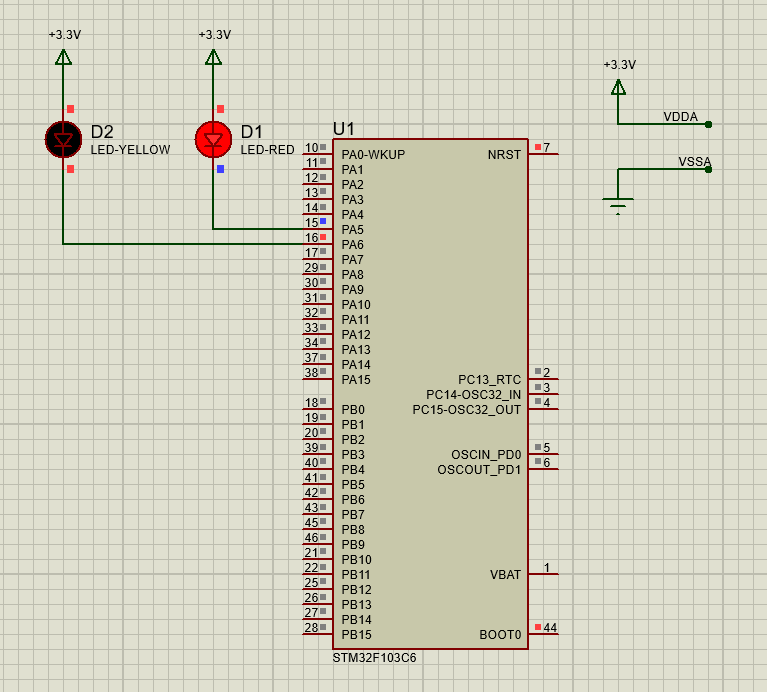 +3.3V
+3.3V
+3.3V
D2
LED-YELLOW
D1
LED-RED
VDDA
VSSA
U1
10 PA0-WKUP
11 PA1
12 PA2
13 PA3
14 PA4
15 PA5
16 PA6
17 PA7
29 PA8
30 PA9
31 PA10
32 PA11
33 PA12
34 PA13
37 PA14
38 PA15
18 PB0
19 PB1
20 PB2
39 PB3
40 PB4
41 PB5
42 PB6
43 PB7
45 PB8
46 PB9
21 PB10
22 PB11
25 PB12
26 PB13
27 PB14
28 PB15
NRST 7
PC13_RTC 2
PC14-OSC32_IN 3
PC15-OSC32_OUT 4
OSCIN_PD0 5
OSCOUT_PD1 6
VBAT 1
BOOT0 44
STM32F103C6